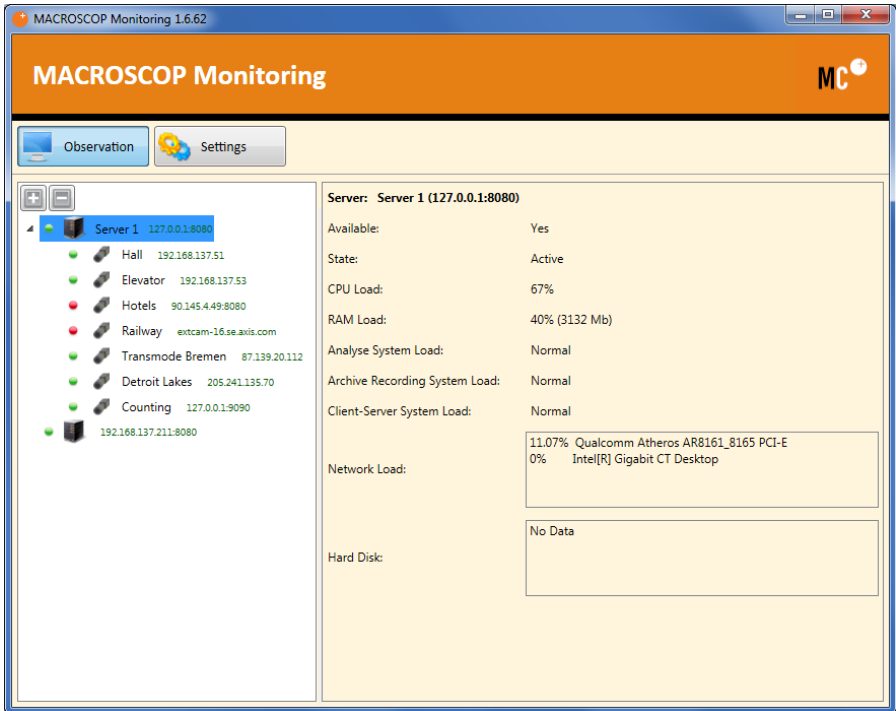 MACROSCOP Monitoring 1.6.62
MACROSCOP Monitoring
MC
Observation
Settings
Server 1 127.0.0.1:8080
Hall 192.168.137.51
Elevator 192.168.137.53
Hotels 90.145.4.49:8080
Railway extcam-16.se.axis.com
Transmode Bremen 87.139.20.112
Detroit Lakes 205.241.135.70
Counting 127.0.0.1:9090
192.168.137.211:8080
Server: Server 1 (127.0.0.1:8080)
Available: Yes
State: Active
CPU Load: 67%
RAM Load: 40% (3132 Mb)
Analyse System Load: Normal
Archive Recording System Load: Normal
Client-Server System Load: Normal
Network Load:
11.07% Qualcomm Atheros AR8161_8165 PCI-E
0% Intel[R] Gigabit CT Desktop
Hard Disk:
No Data